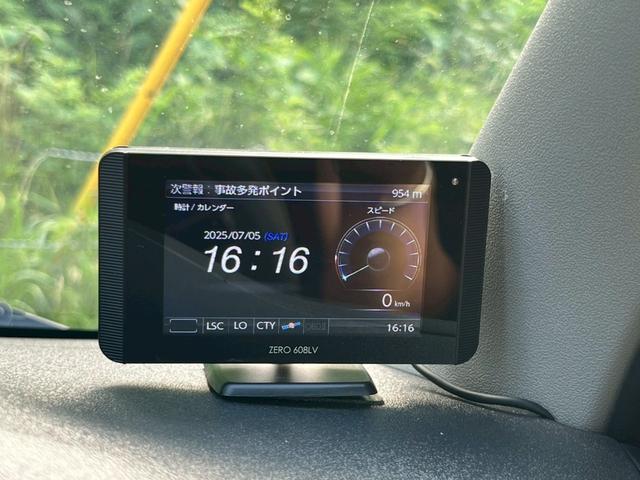 次警報：事故多発ポイント 954 m
時計/カレンダー スピード
2025/07/05 (SAT)
16:16
0 km/h
LSC LO CTY OBDⅡ 16:16
ZERO 608LV